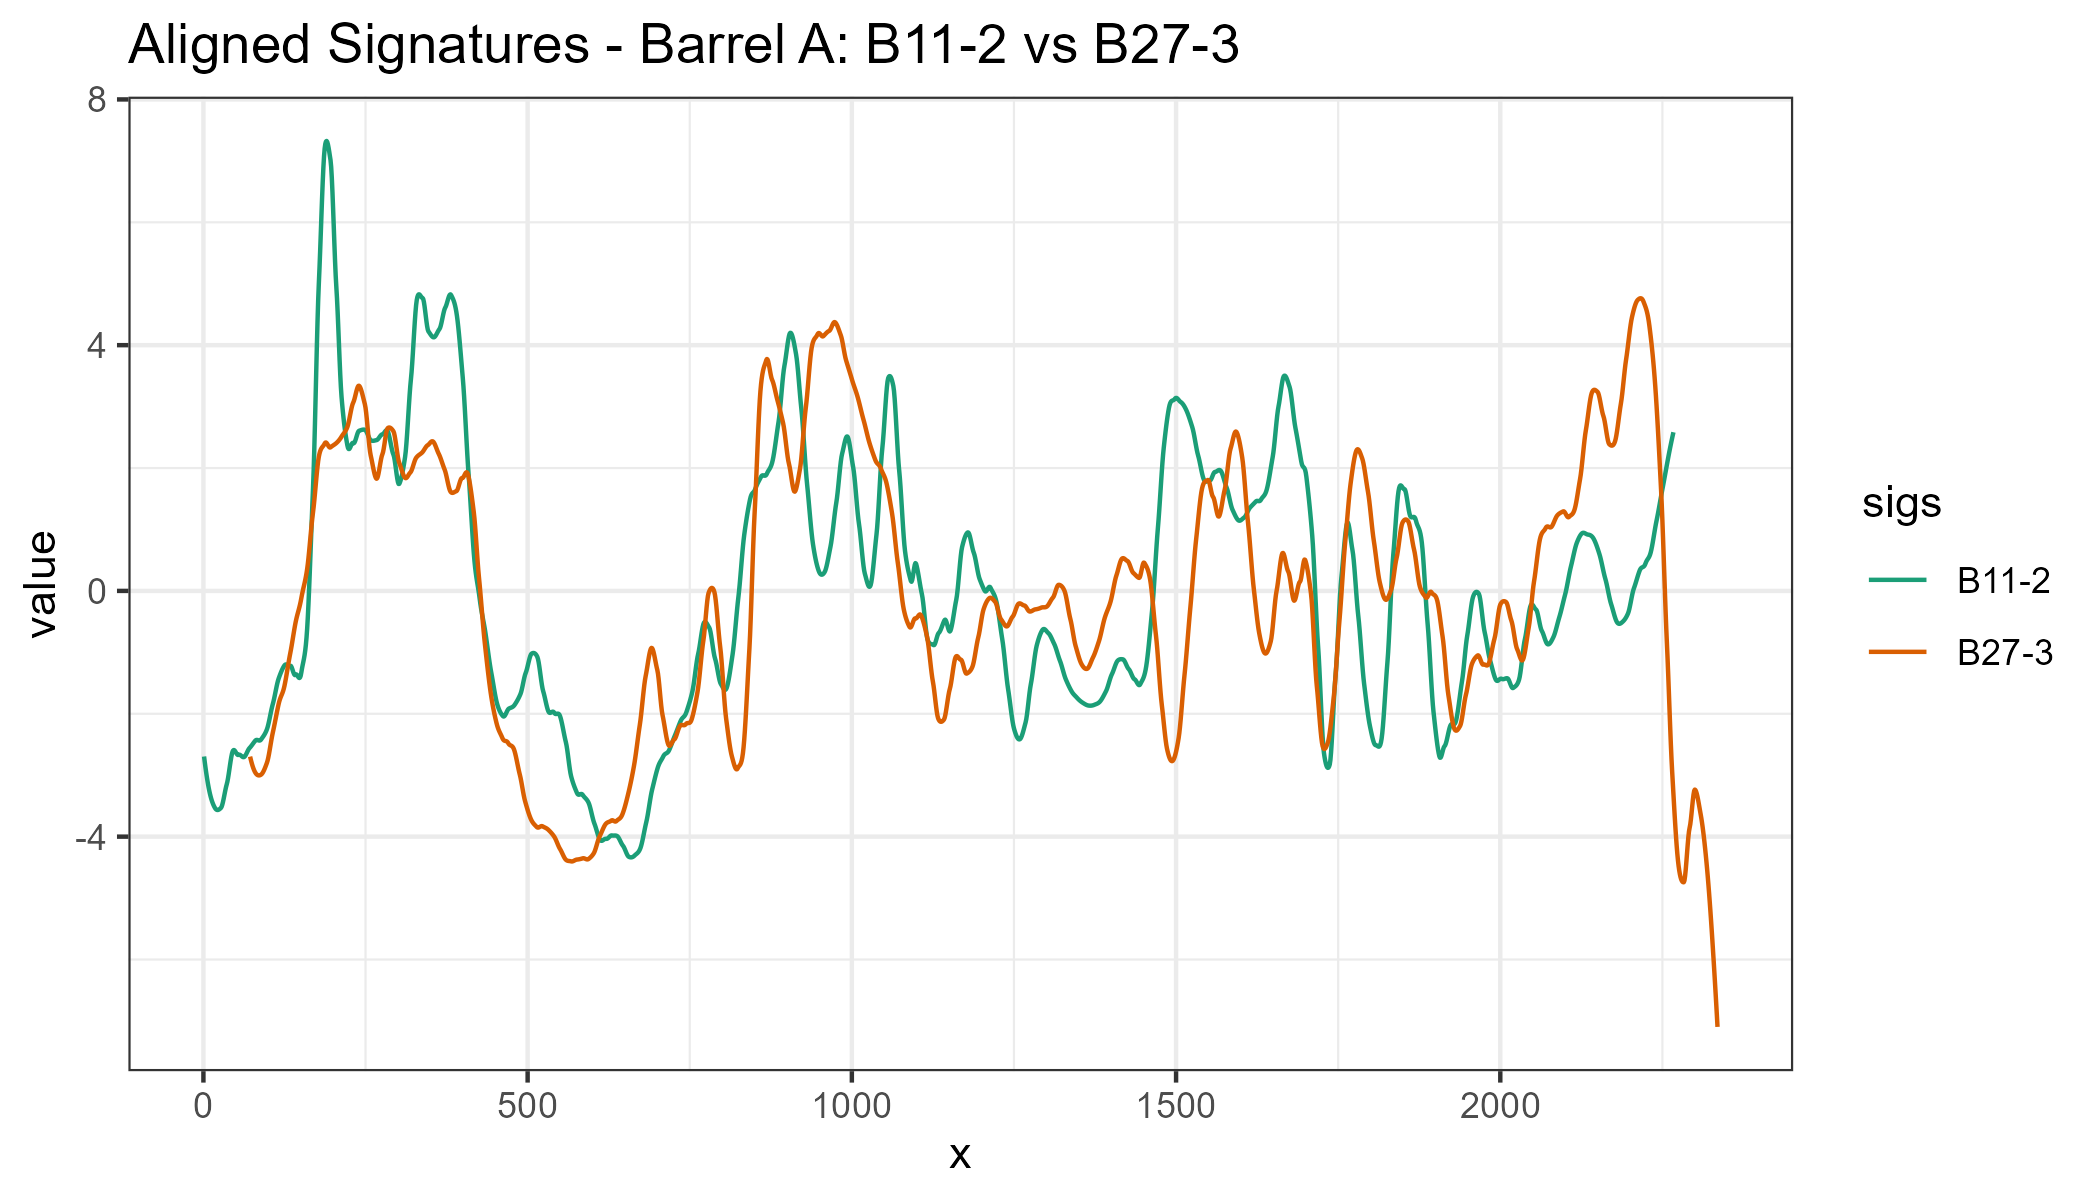 Aligned Signatures - Barrel A: B11-2 vs B27-3
8
4
0
-4
value
0 500 1000 1500 2000
x
sigs
B11-2
B27-3